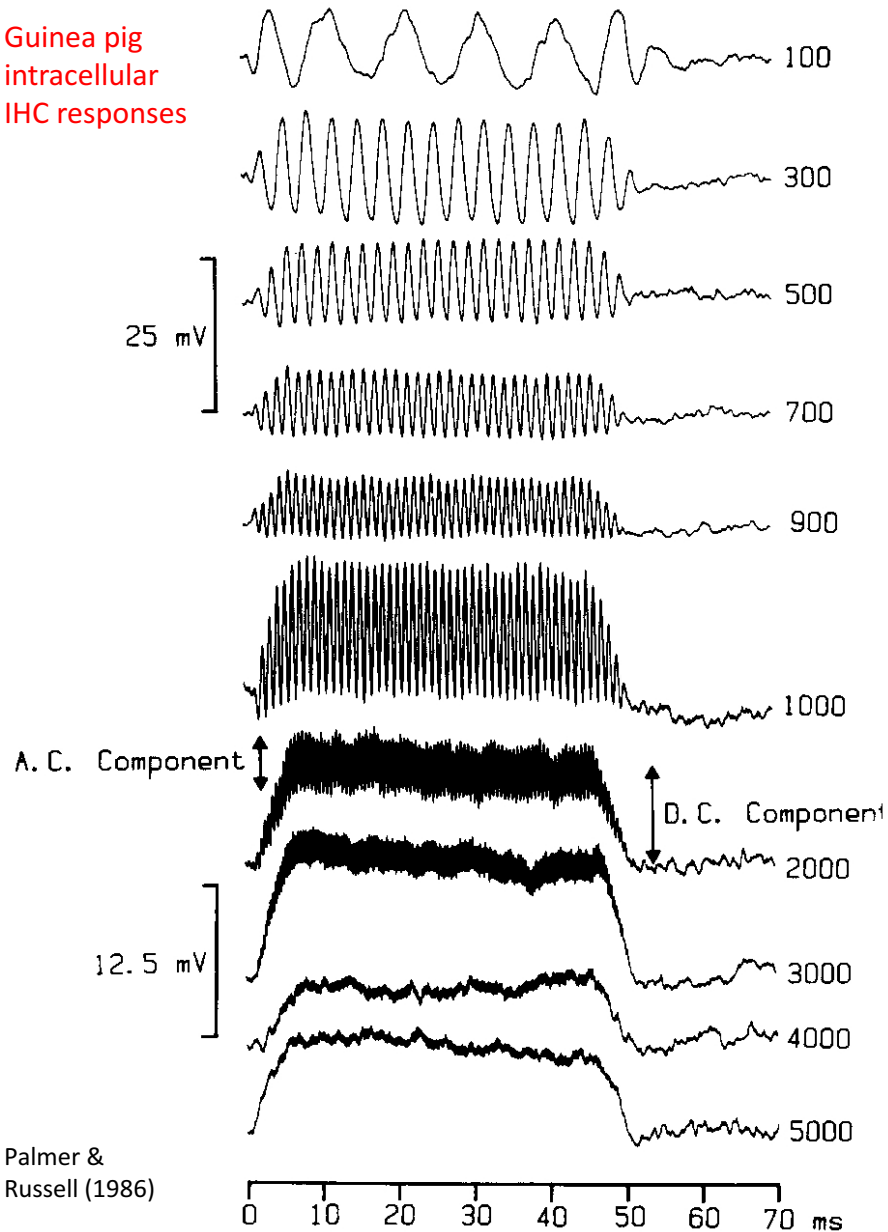 Guinea pig
intracellular
IHC responses
100
300
500
25 mV
700
900
1000
A.C. Component
D.C. Component
2000
12.5 mV
3000
4000
5000
Palmer &
Russell (1986)
0 10 20 30 40 50 60 70 ms